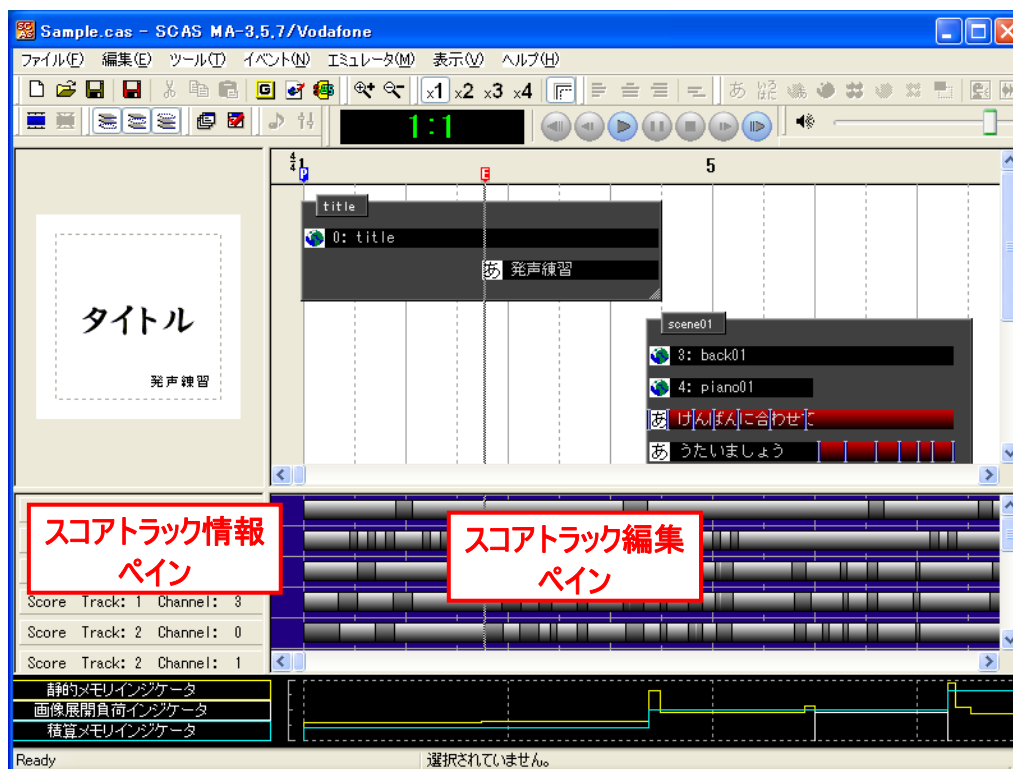 Sample.cas - SCAS MA-3,5,7/Vodafone
ファイル(F) 編集(E) ツール(T) イベント(N) エミュレータ(M) 表示(V) ヘルプ(H)
x1 x2 x3 x4
あ
1:1
4/4 1 5
P E
title
0: title
あ 発声練習
タイトル
発声練習
scene01
3: back01
4: piano01
あ けんばんに合わせて
あ うたいましょう
スコアトラック情報
ペイン
スコアトラック編集
ペイン
Score Track: 1 Channel: 3
Score Track: 2 Channel: 0
Score Track: 2 Channel: 1
静的メモリインジケータ
画像展開負荷インジケータ
積算メモリインジケータ
Ready 選択されていません。